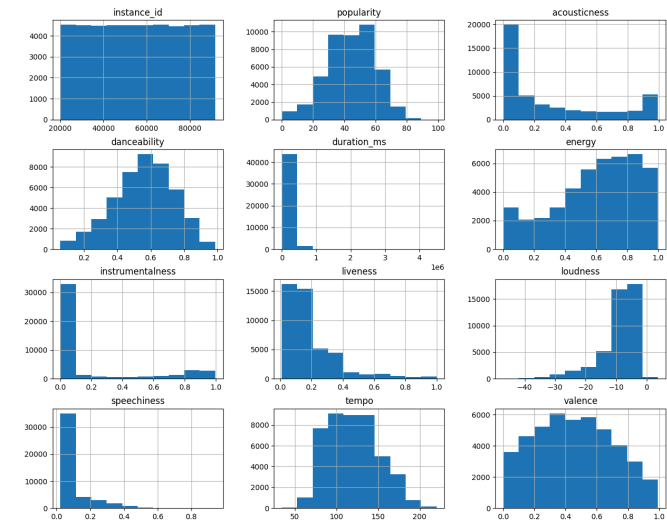 instance_id
4000
3000
2000
1000
0
20000 40000 60000 80000
popularity
10000
8000
6000
4000
2000
0
0 20 40 60 80 100
acousticness
20000
15000
10000
5000
0
0.0 0.2 0.4 0.6 0.8 1.0
danceability
8000
6000
4000
2000
0
0.2 0.4 0.6 0.8 1.0
duration_ms
40000
30000
20000
10000
0
0 1 2 3 4
1e6
energy
6000
4000
2000
0
0.0 0.2 0.4 0.6 0.8 1.0
instrumentalness
30000
20000
10000
0
0.0 0.2 0.4 0.6 0.8 1.0
liveness
15000
10000
5000
0
0.0 0.2 0.4 0.6 0.8 1.0
loudness
15000
10000
5000
0
−40 −20 0
speechiness
30000
20000
10000
0
0.0 0.2 0.4 0.6 0.8
tempo
8000
6000
4000
2000
0
50 100 150 200
valence
6000
4000
2000
0
0.0 0.2 0.4 0.6 0.8 1.0